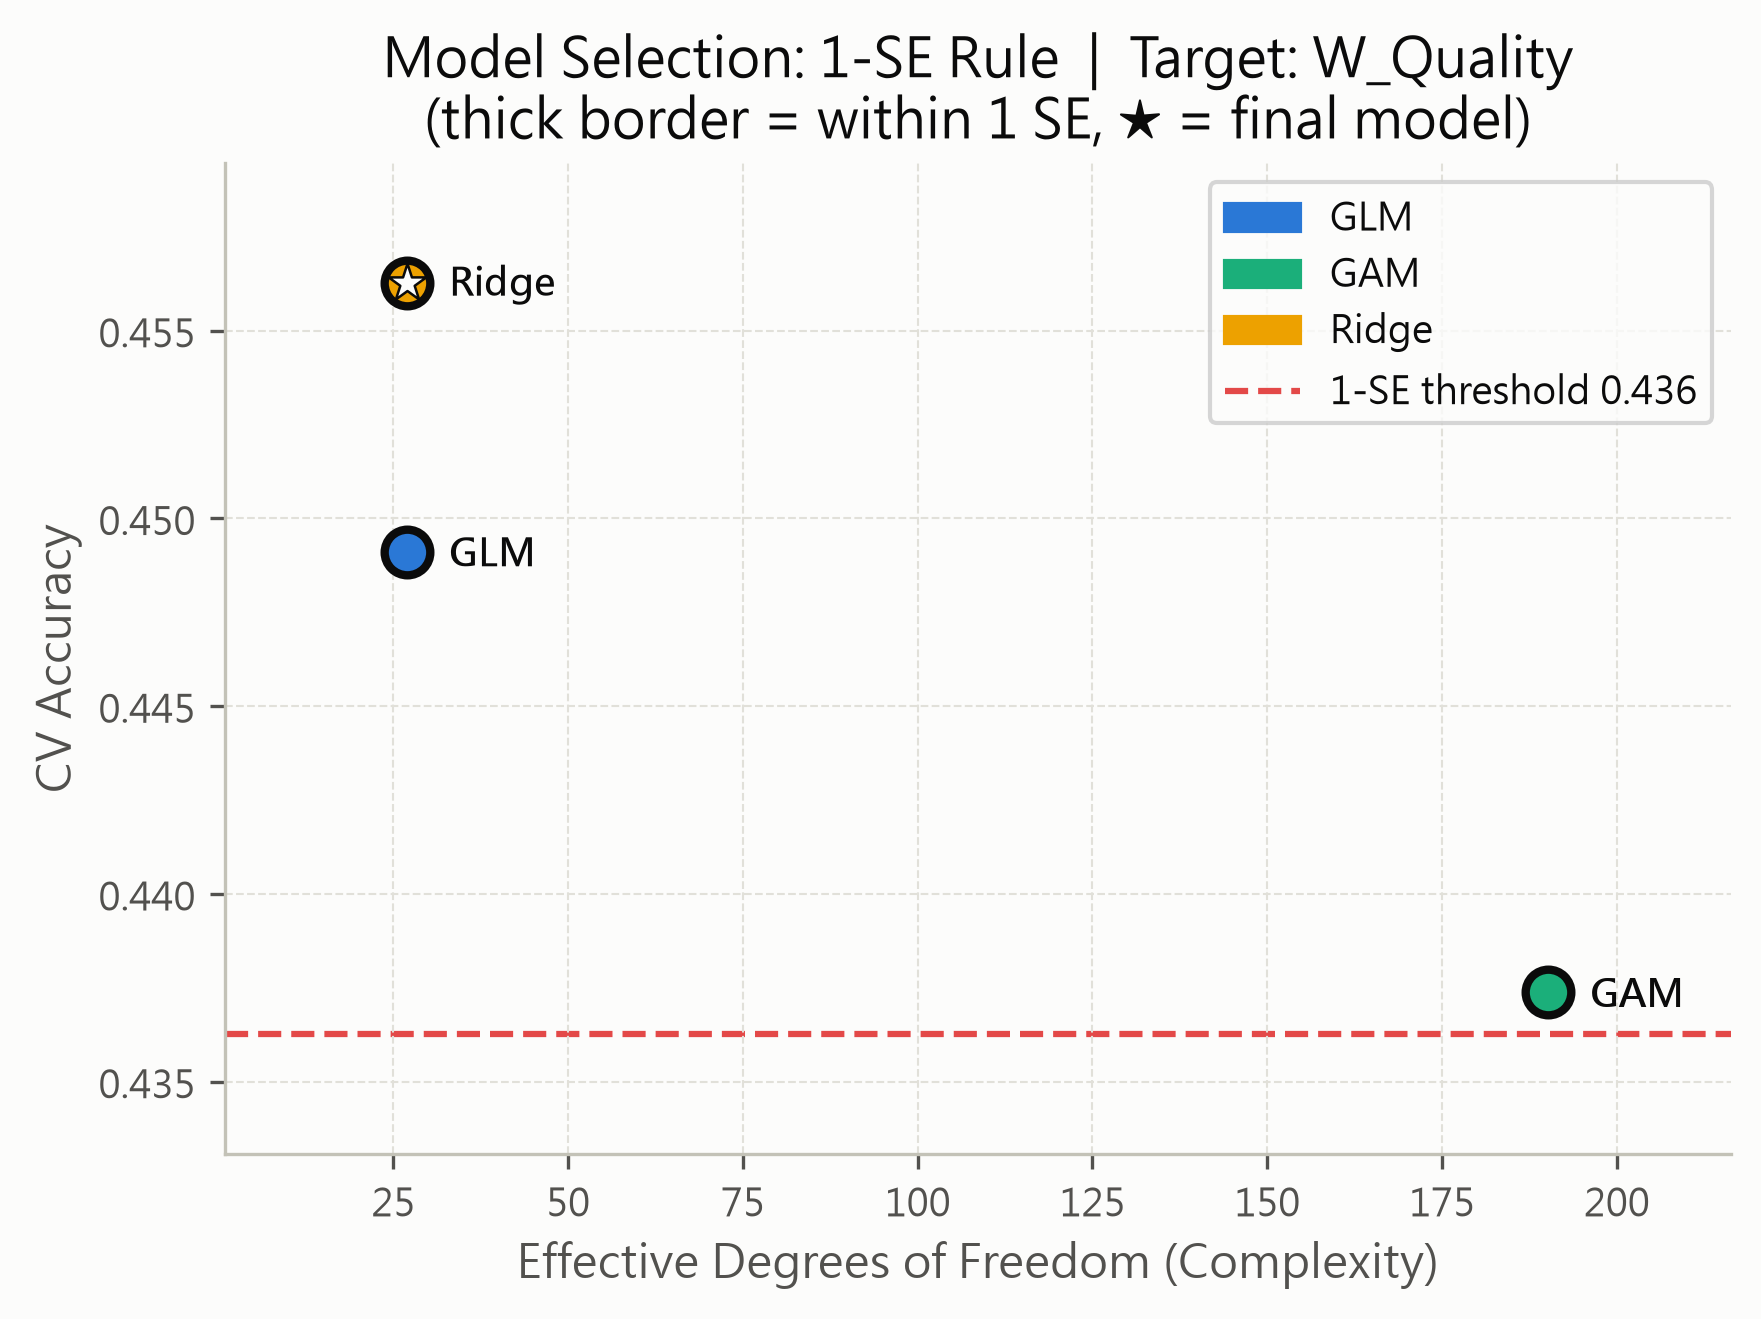 Model Selection: 1-SE Rule | Target: W_Quality
(thick border = within 1 SE, ★ = final model)
GLM
GAM
Ridge
1-SE threshold 0.436
Ridge
GLM
GAM
0.455
0.450
0.445
0.440
0.435
CV Accuracy
25 50 75 100 125 150 175 200
Effective Degrees of Freedom (Complexity)